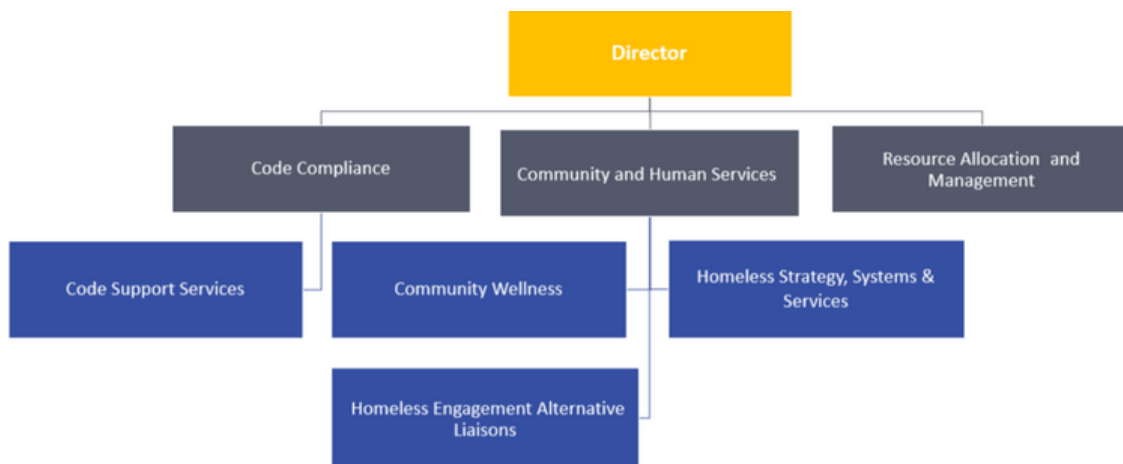 Director
Code Compliance
Community and Human Services
Resource Allocation and
Management
Code Support Services
Community Wellness
Homeless Strategy, Systems &
Services
Homeless Engagement Alternative
Liaisons